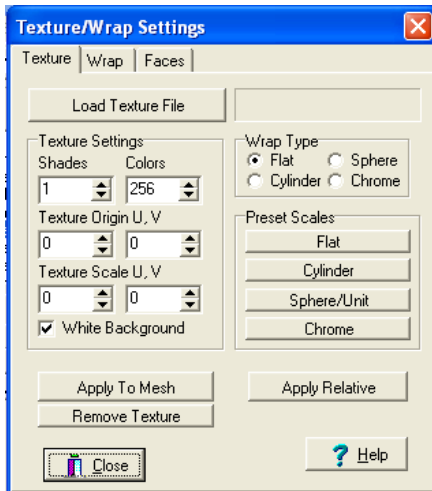 Texture/Wrap Settings
Texture Wrap Faces
Load Texture File
Texture Settings
Shades Colors
1 256
Texture Origin U, V
0 0
Texture Scale U, V
0 0
White Background
Wrap Type
Flat Sphere
Cylinder Chrome
Preset Scales
Flat
Cylinder
Sphere/Unit
Chrome
Apply To Mesh Apply Relative
Remove Texture
Close Help